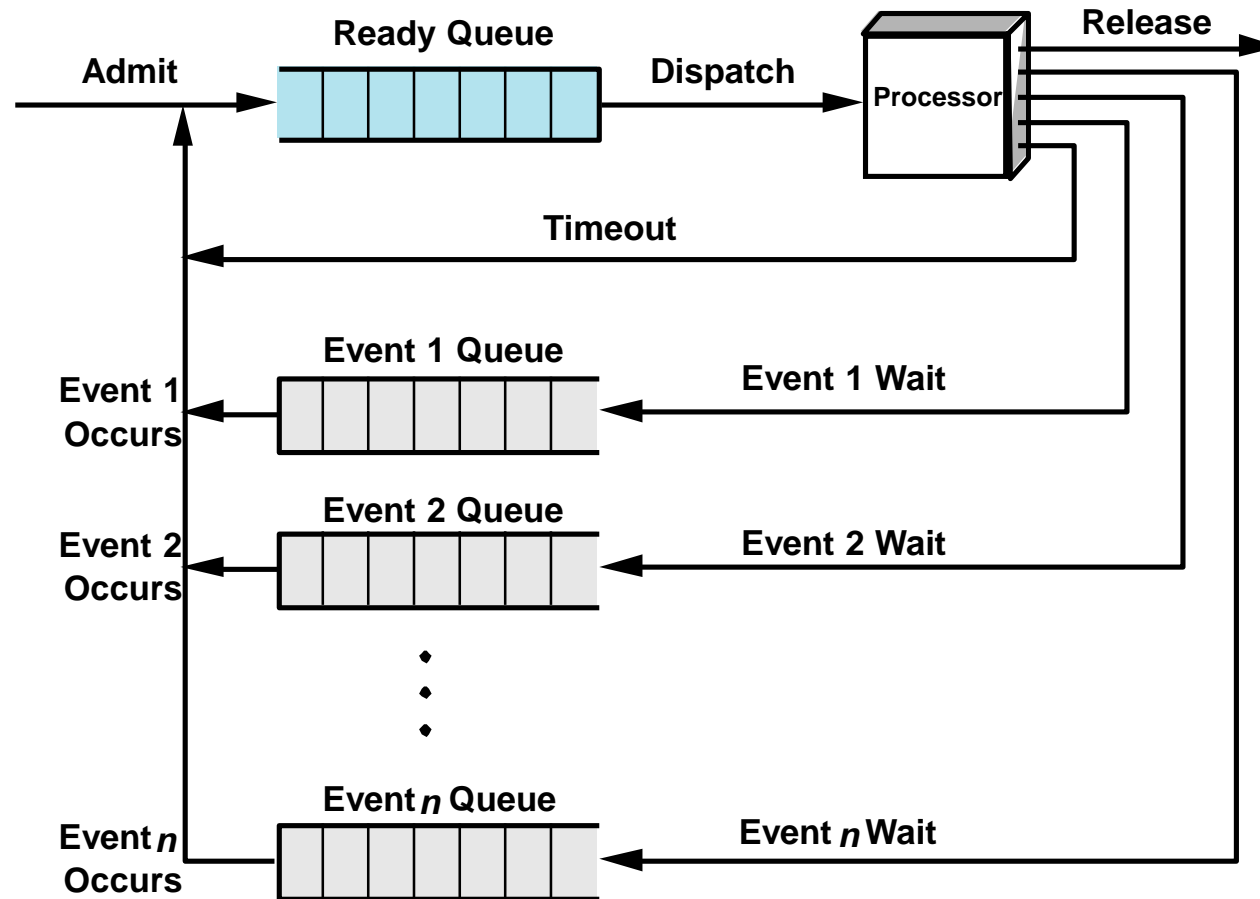 Ready Queue
Release
Admit
Dispatch
Processor
Timeout
Event 1 Queue
Event 1 Wait
Event 1
Occurs
Event 2 Queue
Event 2 Wait
Event 2
Occurs
Event n Queue
Event n Wait
Event n
Occurs